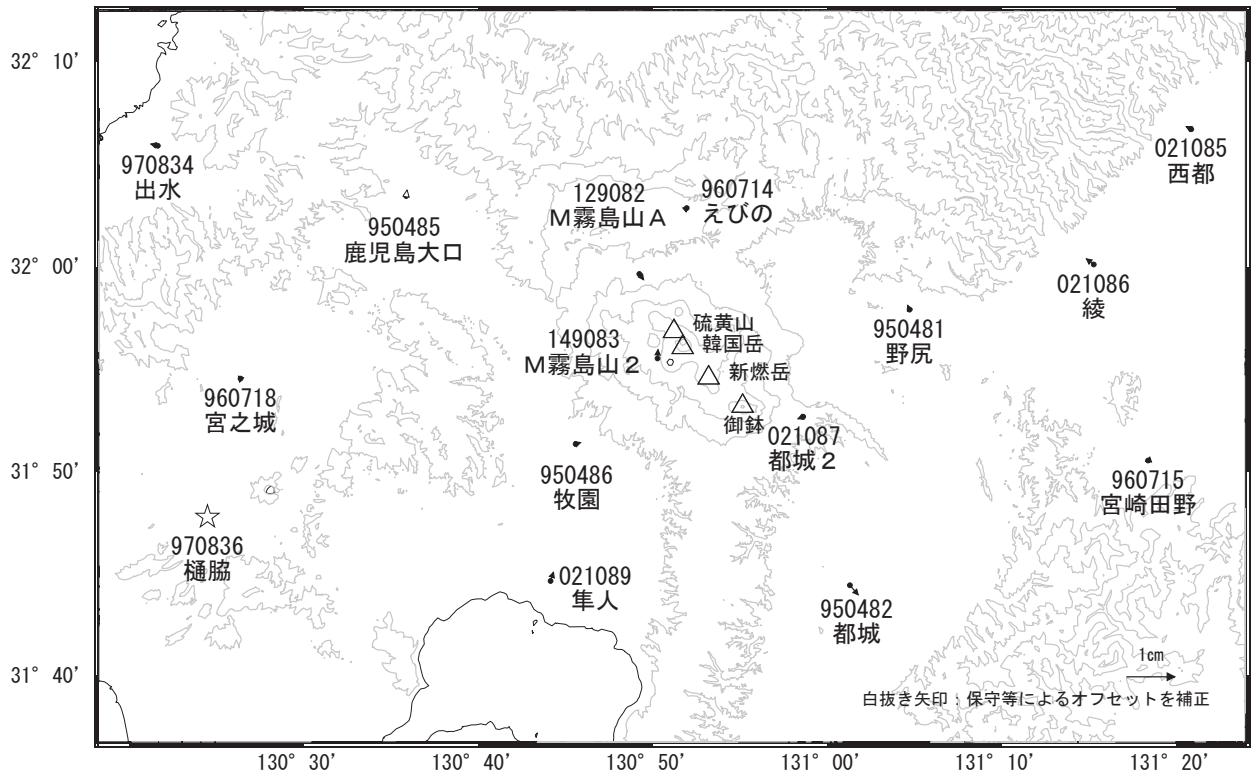 32° 10'
970834
出水
021085
西都
129082
M霧島山A
960714
えびの
950485
鹿児島大口
32° 00'
021086
綾
950481
野尻
硫黄山
韓国岳
149083
M霧島山2
新燃岳
960718
宮之城
御鉢
021087
都城2
31° 50'
950486
牧園
960715
宮崎田野
970836
樋脇
021089
隼人
950482
都城
31° 40'
1cm
白抜き矢印：保守等によるオフセットを補正
130° 30'
130° 40'
130° 50'
131° 00'
131° 10'
131° 20'